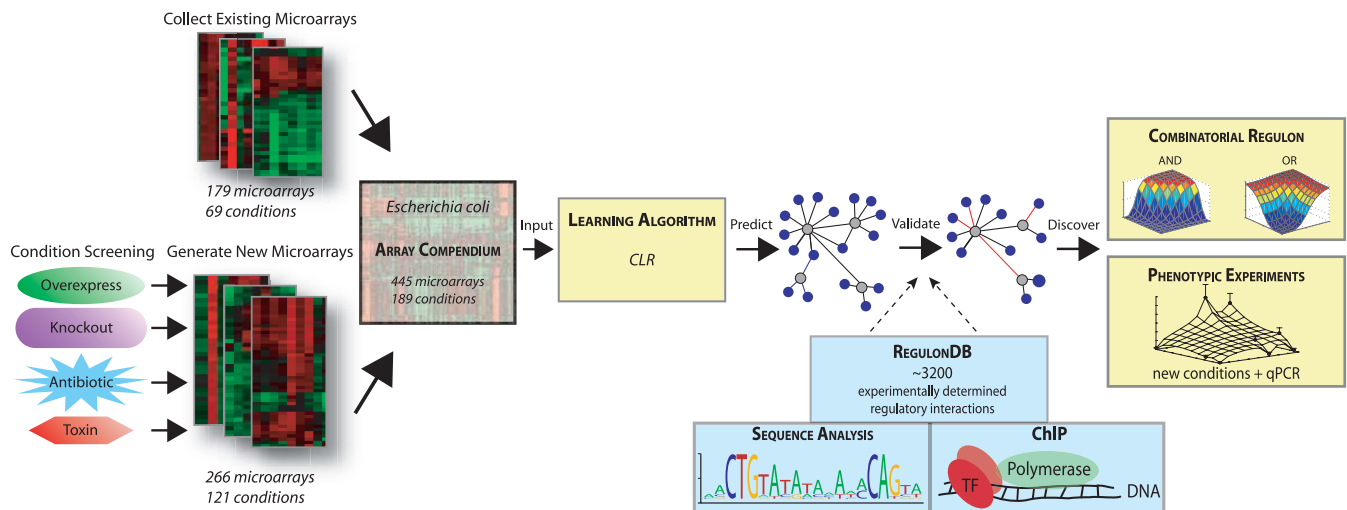 Collect Existing Microarrays
179 microarrays
69 conditions
Condition Screening
Overexpress
Knockout
Antibiotic
Toxin
Generate New Microarrays
266 microarrays
121 conditions
Escherichia coli
ARRAY COMPENDIUM
445 microarrays
189 conditions
Input
LEARNING ALGORITHM
CLR
Predict
Validate
Discover
REGULONDB
~3200
experimentally determined
regulatory interactions
SEQUENCE ANALYSIS
CTGTATATA
CAG
ChIP
TF
Polymerase
DNA
COMBINATORIAL REGULON
AND
OR
PHENOTYPIC EXPERIMENTS
new conditions + qPCR